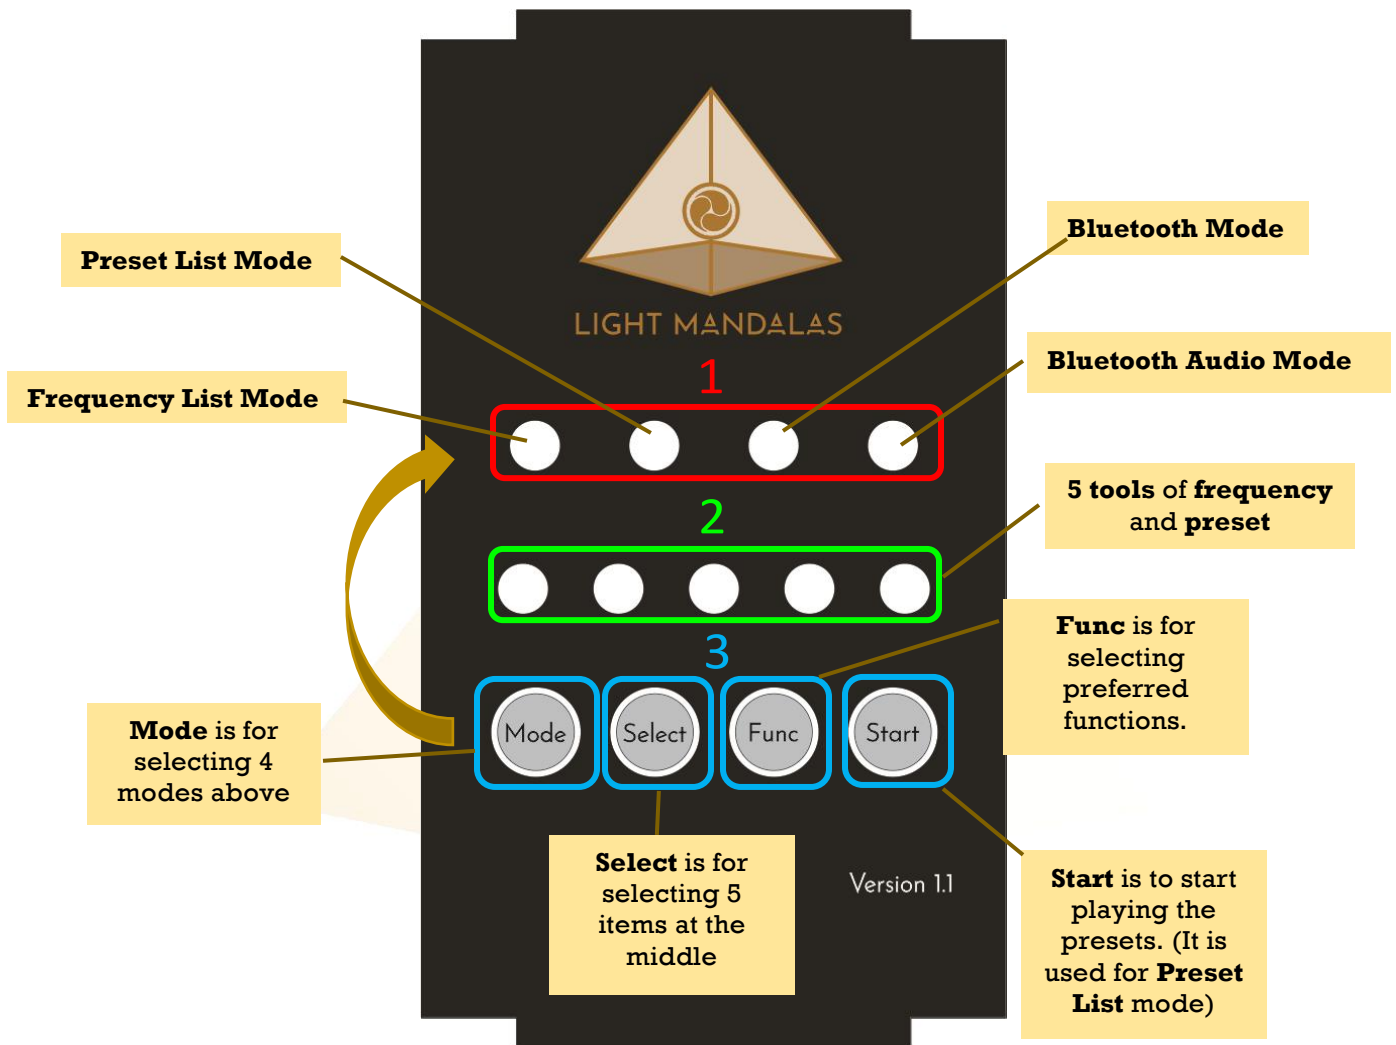 LIGHT MANDALAS
Preset List Mode
Bluetooth Mode
Frequency List Mode
1
Bluetooth Audio Mode
2
5 tools of frequency
and preset
3
Func is for
selecting
preferred
functions.
Mode
Select
Func
Start
Mode is for
selecting 4
modes above
Select is for
selecting 5
items at the
middle
Version 1.1
Start is to start
playing the
presets. (It is
used for Preset
List mode)